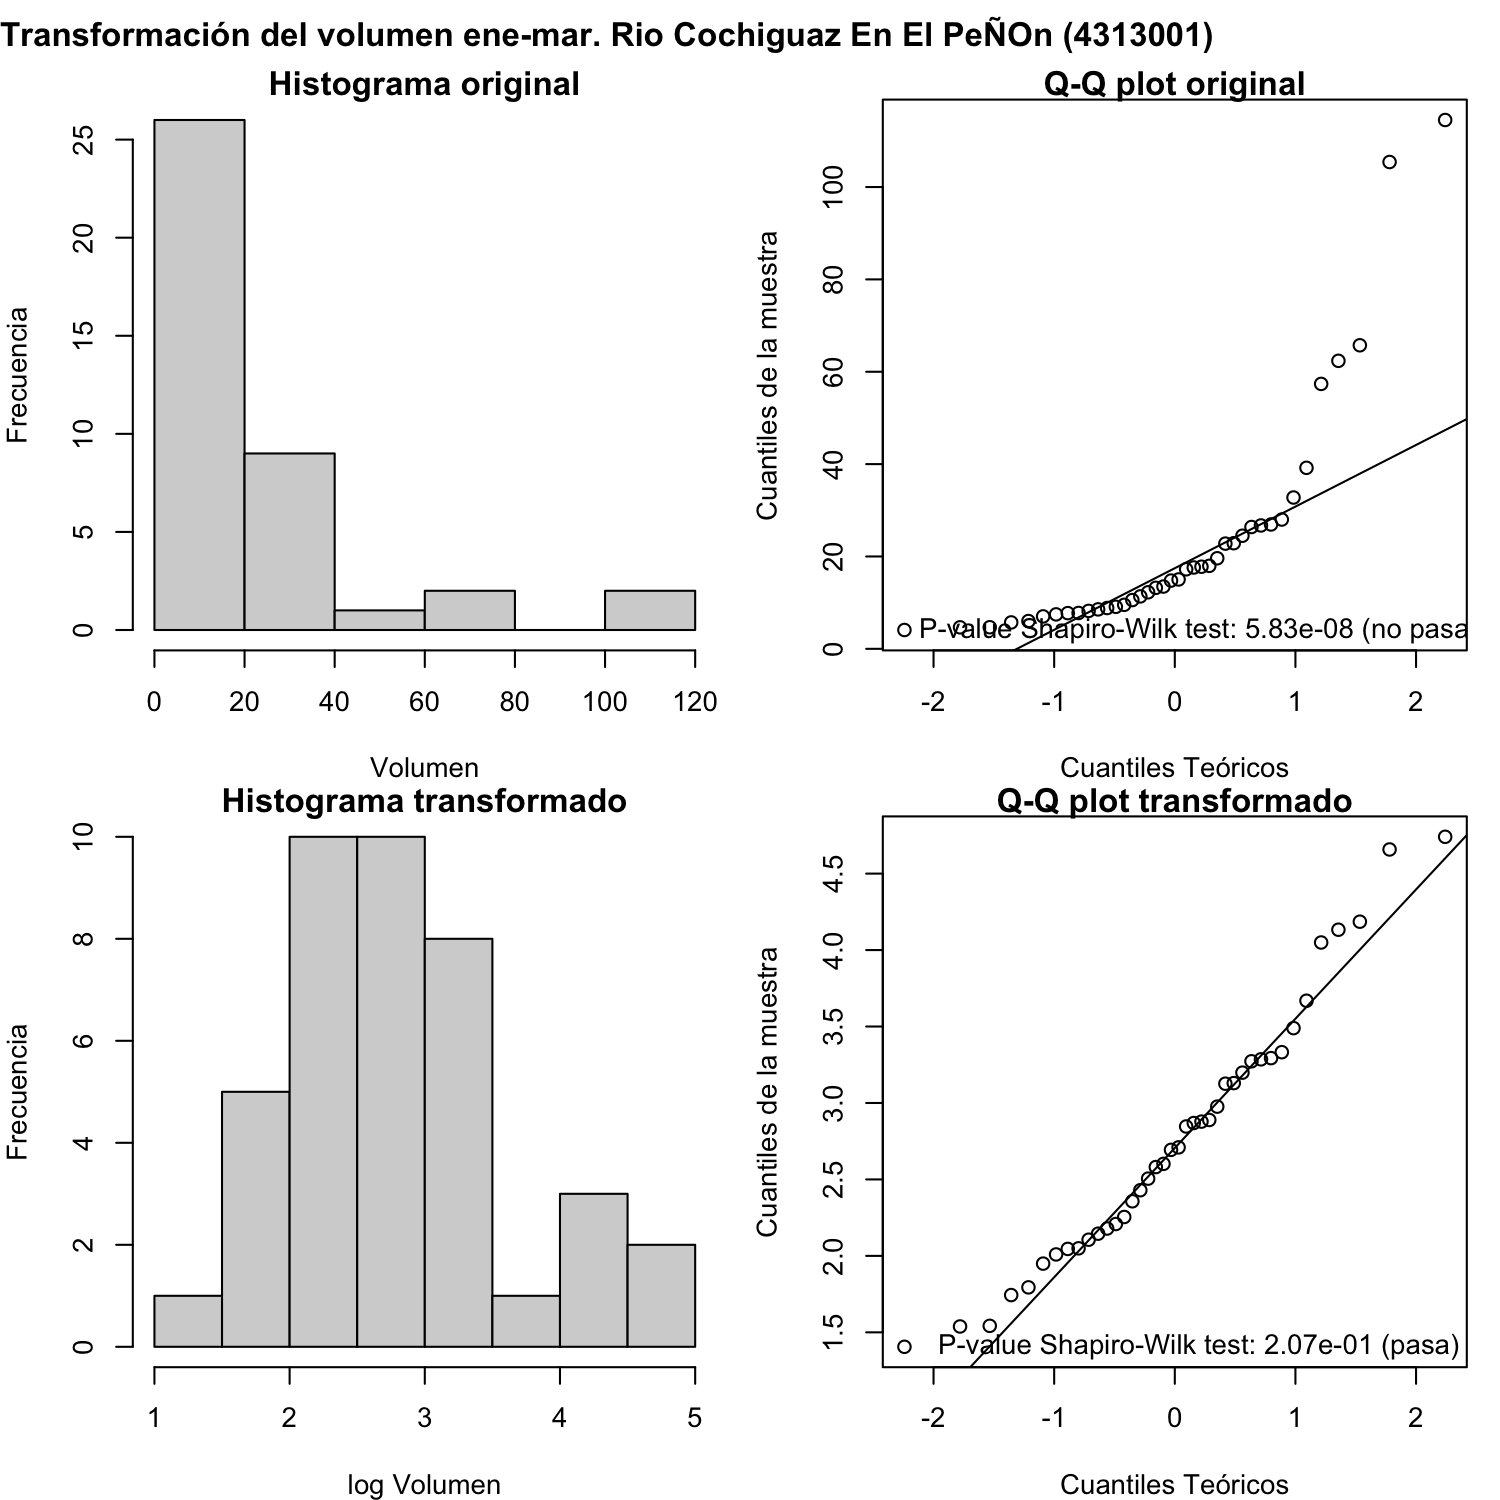 Transformación del volumen ene-mar. Rio Cochiguaz En El PeÑOn (4313001)
Histograma original
Frecuencia
0 5 10 15 20 25
0 20 40 60 80 100 120
Volumen
Q-Q plot original
Cuantiles de la muestra
0 20 40 60 80 100
P-value Shapiro-Wilk test: 5.83e-08 (no pasa
-2 -1 0 1 2
Cuantiles Teóricos
Histograma transformado
Frecuencia
0 2 4 6 8 10
1 2 3 4 5
log Volumen
Q-Q plot transformado
Cuantiles de la muestra
1.5 2.0 2.5 3.0 3.5 4.0 4.5
P-value Shapiro-Wilk test: 2.07e-01 (pasa)
-2 -1 0 1 2
Cuantiles Teóricos